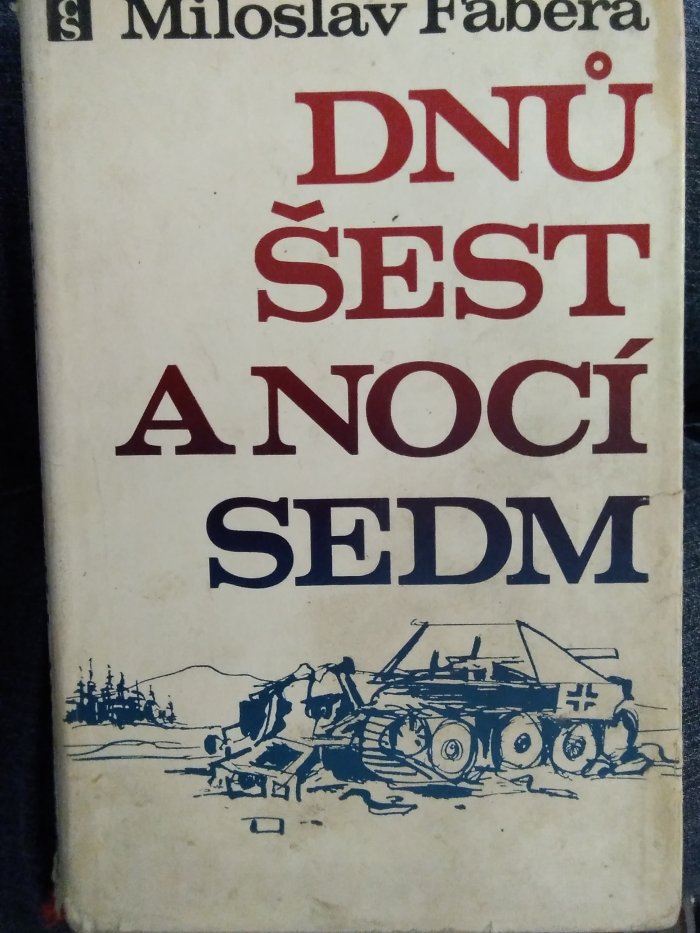 čs Miloslav Fábera
DNŮ
ŠEST
A NOCÍ
SEDM